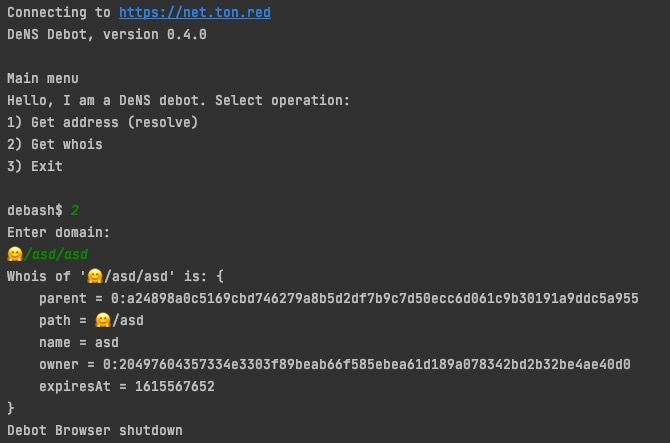 Connecting to https://net.ton.red
DeNS Debot, version 0.4.0
Main menu
Hello, I am a DeNS debot. Select operation:
1) Get address (resolve)
2) Get whois
3) Exit
debash$ 2
Enter domain:
🤗/asd/asd
Whois of '🤗/asd/asd' is: {
parent = 0:a24898a0c5169cbd746279a8b5d2df7b9c7d50ecc6d061c9b30191a9ddc5a955
path = 🤗/asd
name = asd
owner = 0:20497604357334e3303f89beab66f585ebea61d189a078342bd2b32be4ae40d0
expiresAt = 1615567652
}
Debot Browser shutdown